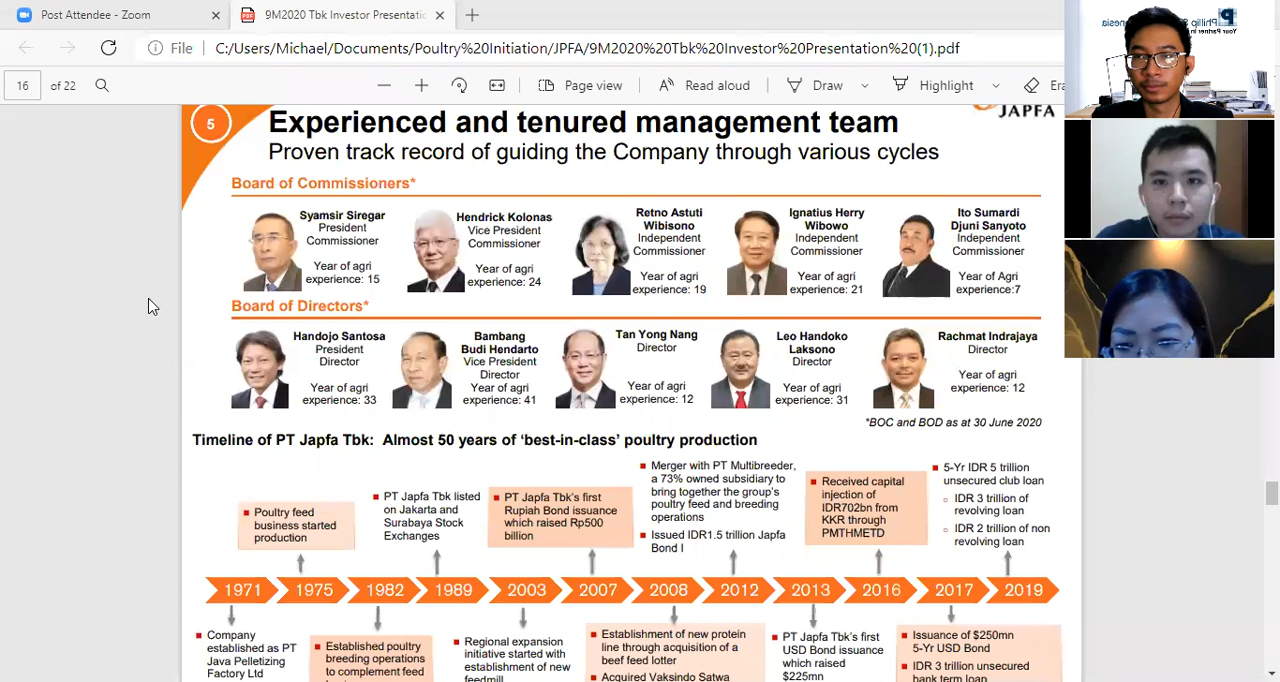 Post Attendee - Zoom
9M2020 Tbk Investor Presentatio
File
C:/Users/Michael/Documents/Poultry%20Initiation/JPFA/9M2020%20Tbk%20Investor%20Presentation%20(1).pdf
16 of 22
Page view
Read aloud
Draw
Highlight
Era
Phillip S
onesia
Your Partner In
5
Experienced and tenured management team
JAPFA
Proven track record of guiding the Company through various cycles
Board of Commissioners*
Syamsir Siregar
President
Commissioner
Year of agri
experience: 15
Hendrick Kolonas
Vice President
Commissioner
Year of agri
experience: 24
Retno Astuti
Wibisono
Independent
Commissioner
Year of agri
experience: 19
Ignatius Herry
Wibowo
Independent
Commissioner
Year of agri
experience: 21
Ito Sumardi
Djuni Sanyoto
Independent
Commissioner
Year of Agri
experience:7
Board of Directors*
Handojo Santosa
President
Director
Year of agri
experience: 33
Bambang
Budi Hendarto
Vice President
Director
Year of agri
experience: 41
Tan Yong Nang
Director
Year of agri
experience: 12
Leo Handoko
Laksono
Director
Year of agri
experience: 31
Rachmat Indrajaya
Director
Year of agri
experience: 12
*BOC and BOD as at 30 June 2020
Timeline of PT Japfa Tbk: Almost 50 years of ‘best-in-class’ poultry production
Poultry feed
business started
production
PT Japfa Tbk listed
on Jakarta and
Surabaya Stock
Exchanges
PT Japfa Tbk’s first
Rupiah Bond issuance
which raised Rp500
billion
Merger with PT Multibreeder,
a 73% owned subsidiary to
bring together the group’s
poultry feed and breeding
operations
Issued IDR1.5 trillion Japfa
Bond I
Received capital
injection of
IDR702bn from
KKR through
PMTHMETD
5-Yr IDR 5 trillion
unsecured club loan
IDR 3 trillion of
revolving loan
IDR 2 trillion of non
revolving loan
1971 1975 1982 1989 2003 2007 2008 2012 2013 2016 2017 2019
Company
established as PT
Java Pelletizing
Factory Ltd
Established poultry
breeding operations
to complement feed
Regional expansion
initiative started with
establishment of new
feedmill
Establishment of new protein
line through acquisition of a
beef feed lotter
Acquired Vaksindo Satwa
PT Japfa Tbk’s first
USD Bond issuance
which raised
$225mn
Issuance of $250mn
5-Yr USD Bond
IDR 3 trillion unsecured
bank term loan